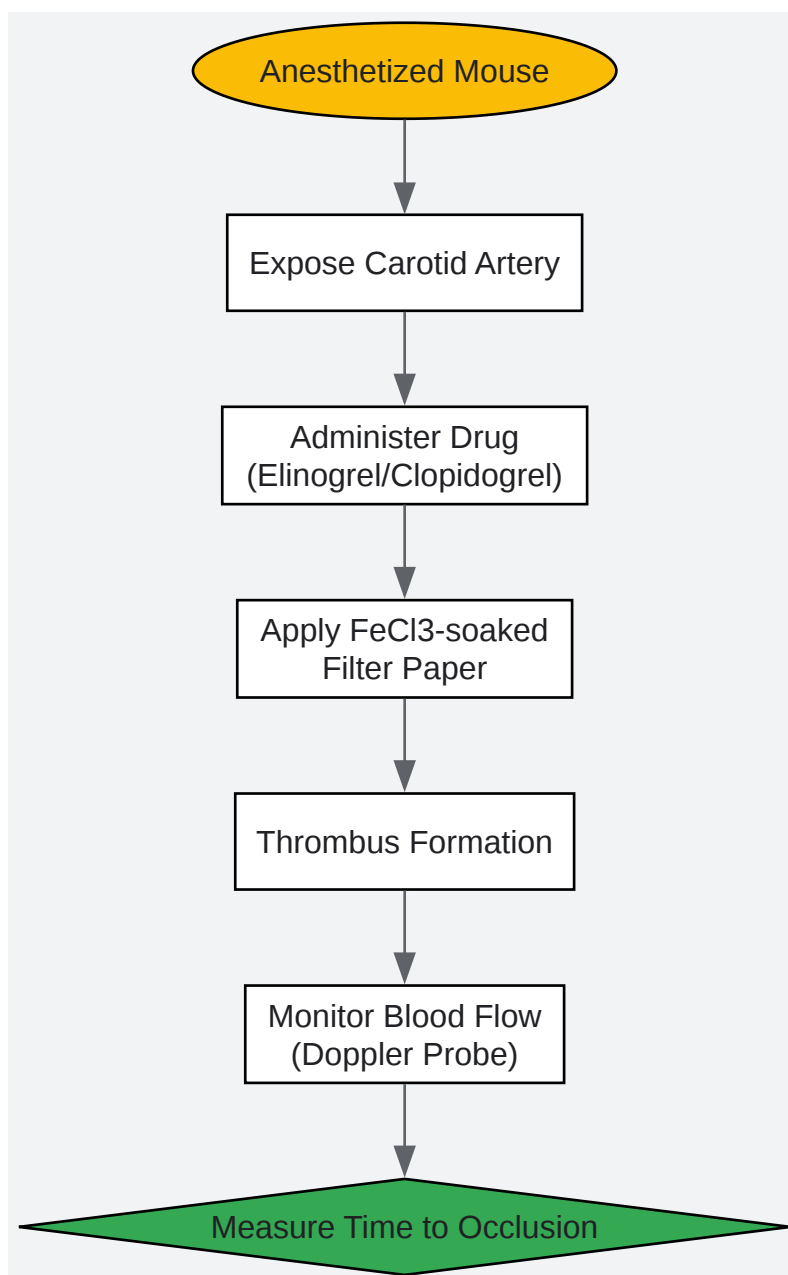 Anesthetized Mouse
Expose Carotid Artery
Administer Drug
(Elinogrel/Clopidogrel)
Apply FeCl3-soaked
Filter Paper
Thrombus Formation
Monitor Blood Flow
(Doppler Probe)
Measure Time to Occlusion